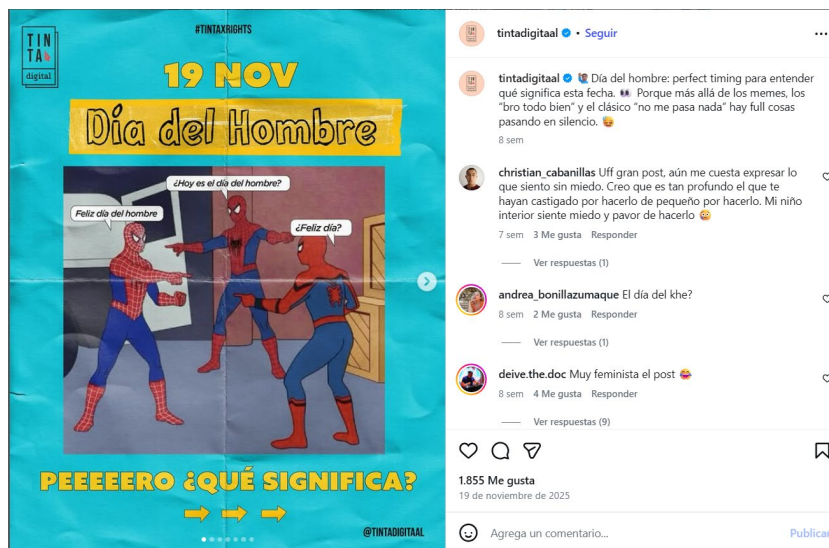 #TINTAXRIGHTS
TIN
TA
digital
19 NOV
Día del Hombre
¿Hoy es el día del hombre?
Feliz día del hombre
¿Feliz día?
PEEEEERO ¿QUÉ SIGNIFICA?
@TINTADIGITAAL
tintadigitaal • Seguir
tintadigitaal Día del hombre: perfect timing para entender
qué significa esta fecha. Porque más allá de los memes, los
"bro todo bien" y el clásico "no me pasa nada" hay full cosas
pasando en silencio.
8 sem
christian_cabanillas Uff gran post, aún me cuesta expresar lo
que siento sin miedo. Creo que es tan profundo el que te
hayan castigado por hacerlo de pequeño por hacerlo. Mi niño
interior siente miedo y pavor de hacerlo
7 sem 3 Me gusta Responder
Ver respuestas (1)
andrea_bonillazumaque El día del khe?
8 sem 2 Me gusta Responder
Ver respuestas (1)
deive.the.doc Muy feminista el post
8 sem 4 Me gusta Responder
Ver respuestas (9)
1.855 Me gusta
19 de noviembre de 2025
Agrega un comentario...
Publicar